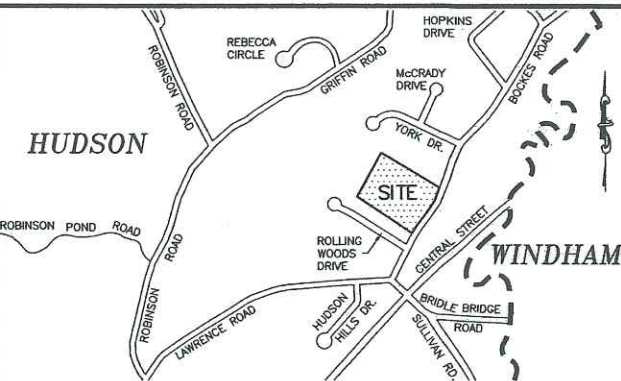 HOPKINS
DRIVE
REBECCA
CIRCLE
ROBINSON ROAD
GRIFFIN ROAD
McCRADY
DRIVE
BOCKES ROAD
YORK DR.
HUDSON
SITE
ROBINSON POND ROAD
ROLLING
WOODS
DRIVE
CENTRAL STREET
WINDHAM
ROBINSON ROAD
LAWRENCE ROAD
HUDSON
HILLS DR.
BRIDLE BRIDGE
ROAD
SULLIVAN RD.